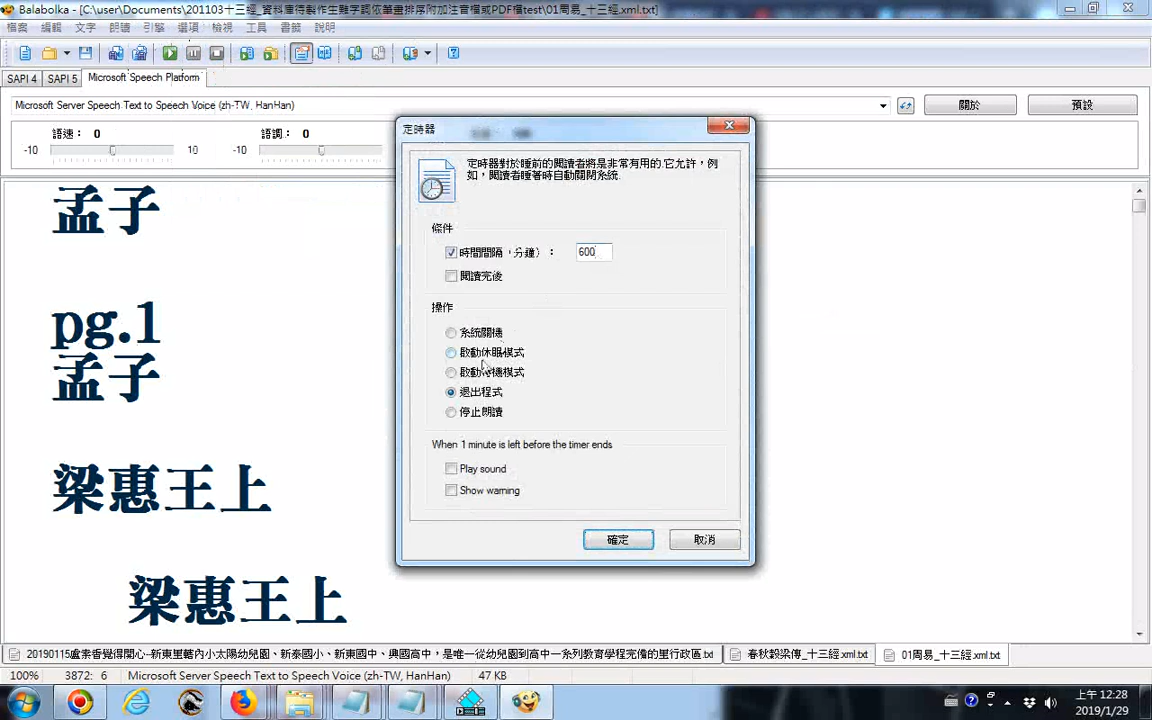 Balabolka - [C:\user\Documents\201103十三經_資料庫待製作生難字詞依筆畫排序附加注音檔或PDF檔test\01周易_十三經.xml.txt]
檔案 編輯 文字 朗讀 引擎 選項 檢視 工具 書籤 說明
SAPI 4 SAPI 5 Microsoft Speech Platform
Microsoft Server Speech Text to Speech Voice (zh-TW, HanHan) 關於 預設
語速： 0 語調： 0
-10 10 -10
定時器
定時器對於睡前的閱讀者將是非常有用的.它允許，例
如，閱讀者睡著時自動關閉系統.
條件
時間間隔，分鐘）： 600
閱讀完後
操作
系統關機
啟動休眠模式
啟動待機模式
退出程式
停止朗讀
When 1 minute is left before the timer ends
Play sound
Show warning
確定 取消
孟子
pg.1
孟子
梁惠王上
梁惠王上
20190115盧素香覺得開心--新東里轄內小太陽幼兒園、新泰國小、新東國中、興國高中，是唯一從幼兒園到高中一系列教育學程完備的里行政區.txt 春秋穀梁傳_十三經.xml.txt 01周易_十三經.xml.txt
100% 3872: 6 Microsoft Server Speech Text to Speech Voice (zh-TW, HanHan) 47 KB
上午 12:28
2019/1/29